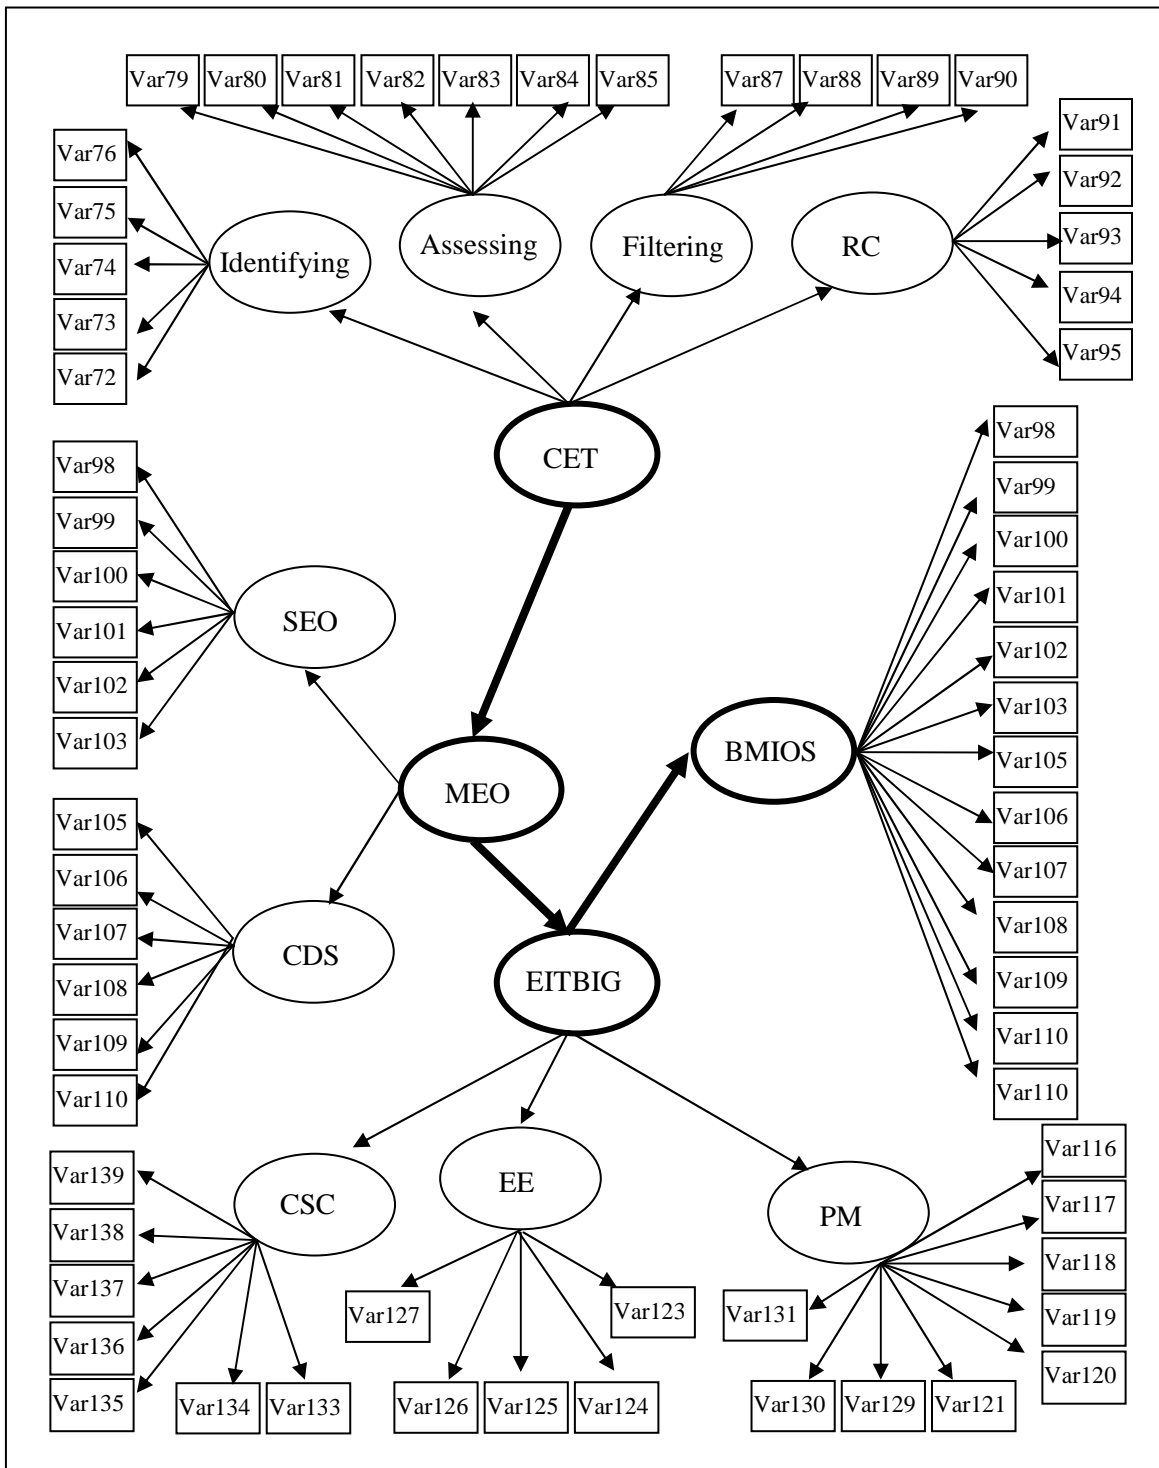 Var79 Var80 Var81 Var82 Var83 Var84 Var85 Var87 Var88 Var89 Var90
Var91
Var92
Var93
Var94
Var95
Var76
Var75
Var74
Var73
Var72
Identifying
Assessing
Filtering
RC
CET
Var98
Var99
Var100
Var101
Var102
Var103
SEO
MEO
BMIOS
Var98
Var99
Var100
Var101
Var102
Var103
Var105
Var106
Var107
Var108
Var109
Var110
Var110
Var105
Var106
Var107
Var108
Var109
Var110
CDS
EITBIG
CSC
EE
PM
Var139
Var138
Var137
Var136
Var135
Var134
Var133
Var127
Var126
Var125
Var124
Var123
Var131
Var130
Var129
Var121
Var116
Var117
Var118
Var119
Var120